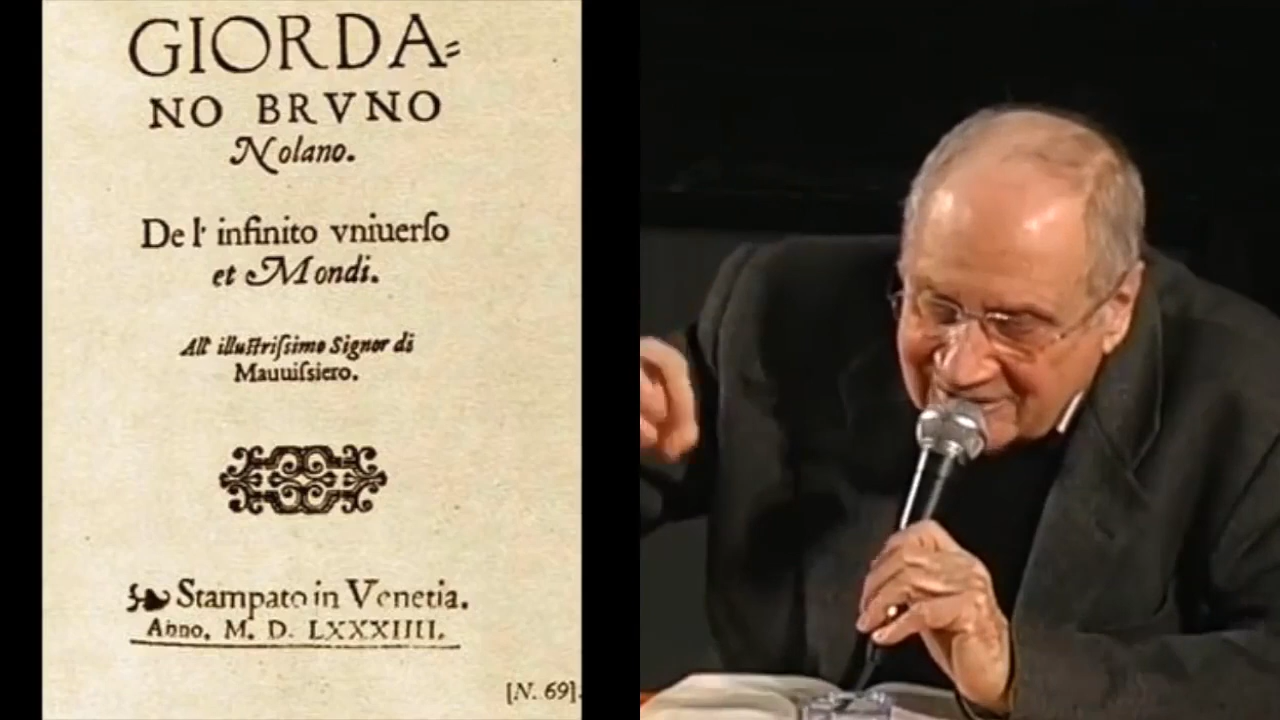 GIORDA=
NO BRVNO
Nolano.
De l' infinito vniuerſo
et Mondi.
All' illuſtriſsimo Signor di
Mauuiſsiero.
Stampato in Venetia.
Anno. M. D. LXXXIIII.
[N. 69].